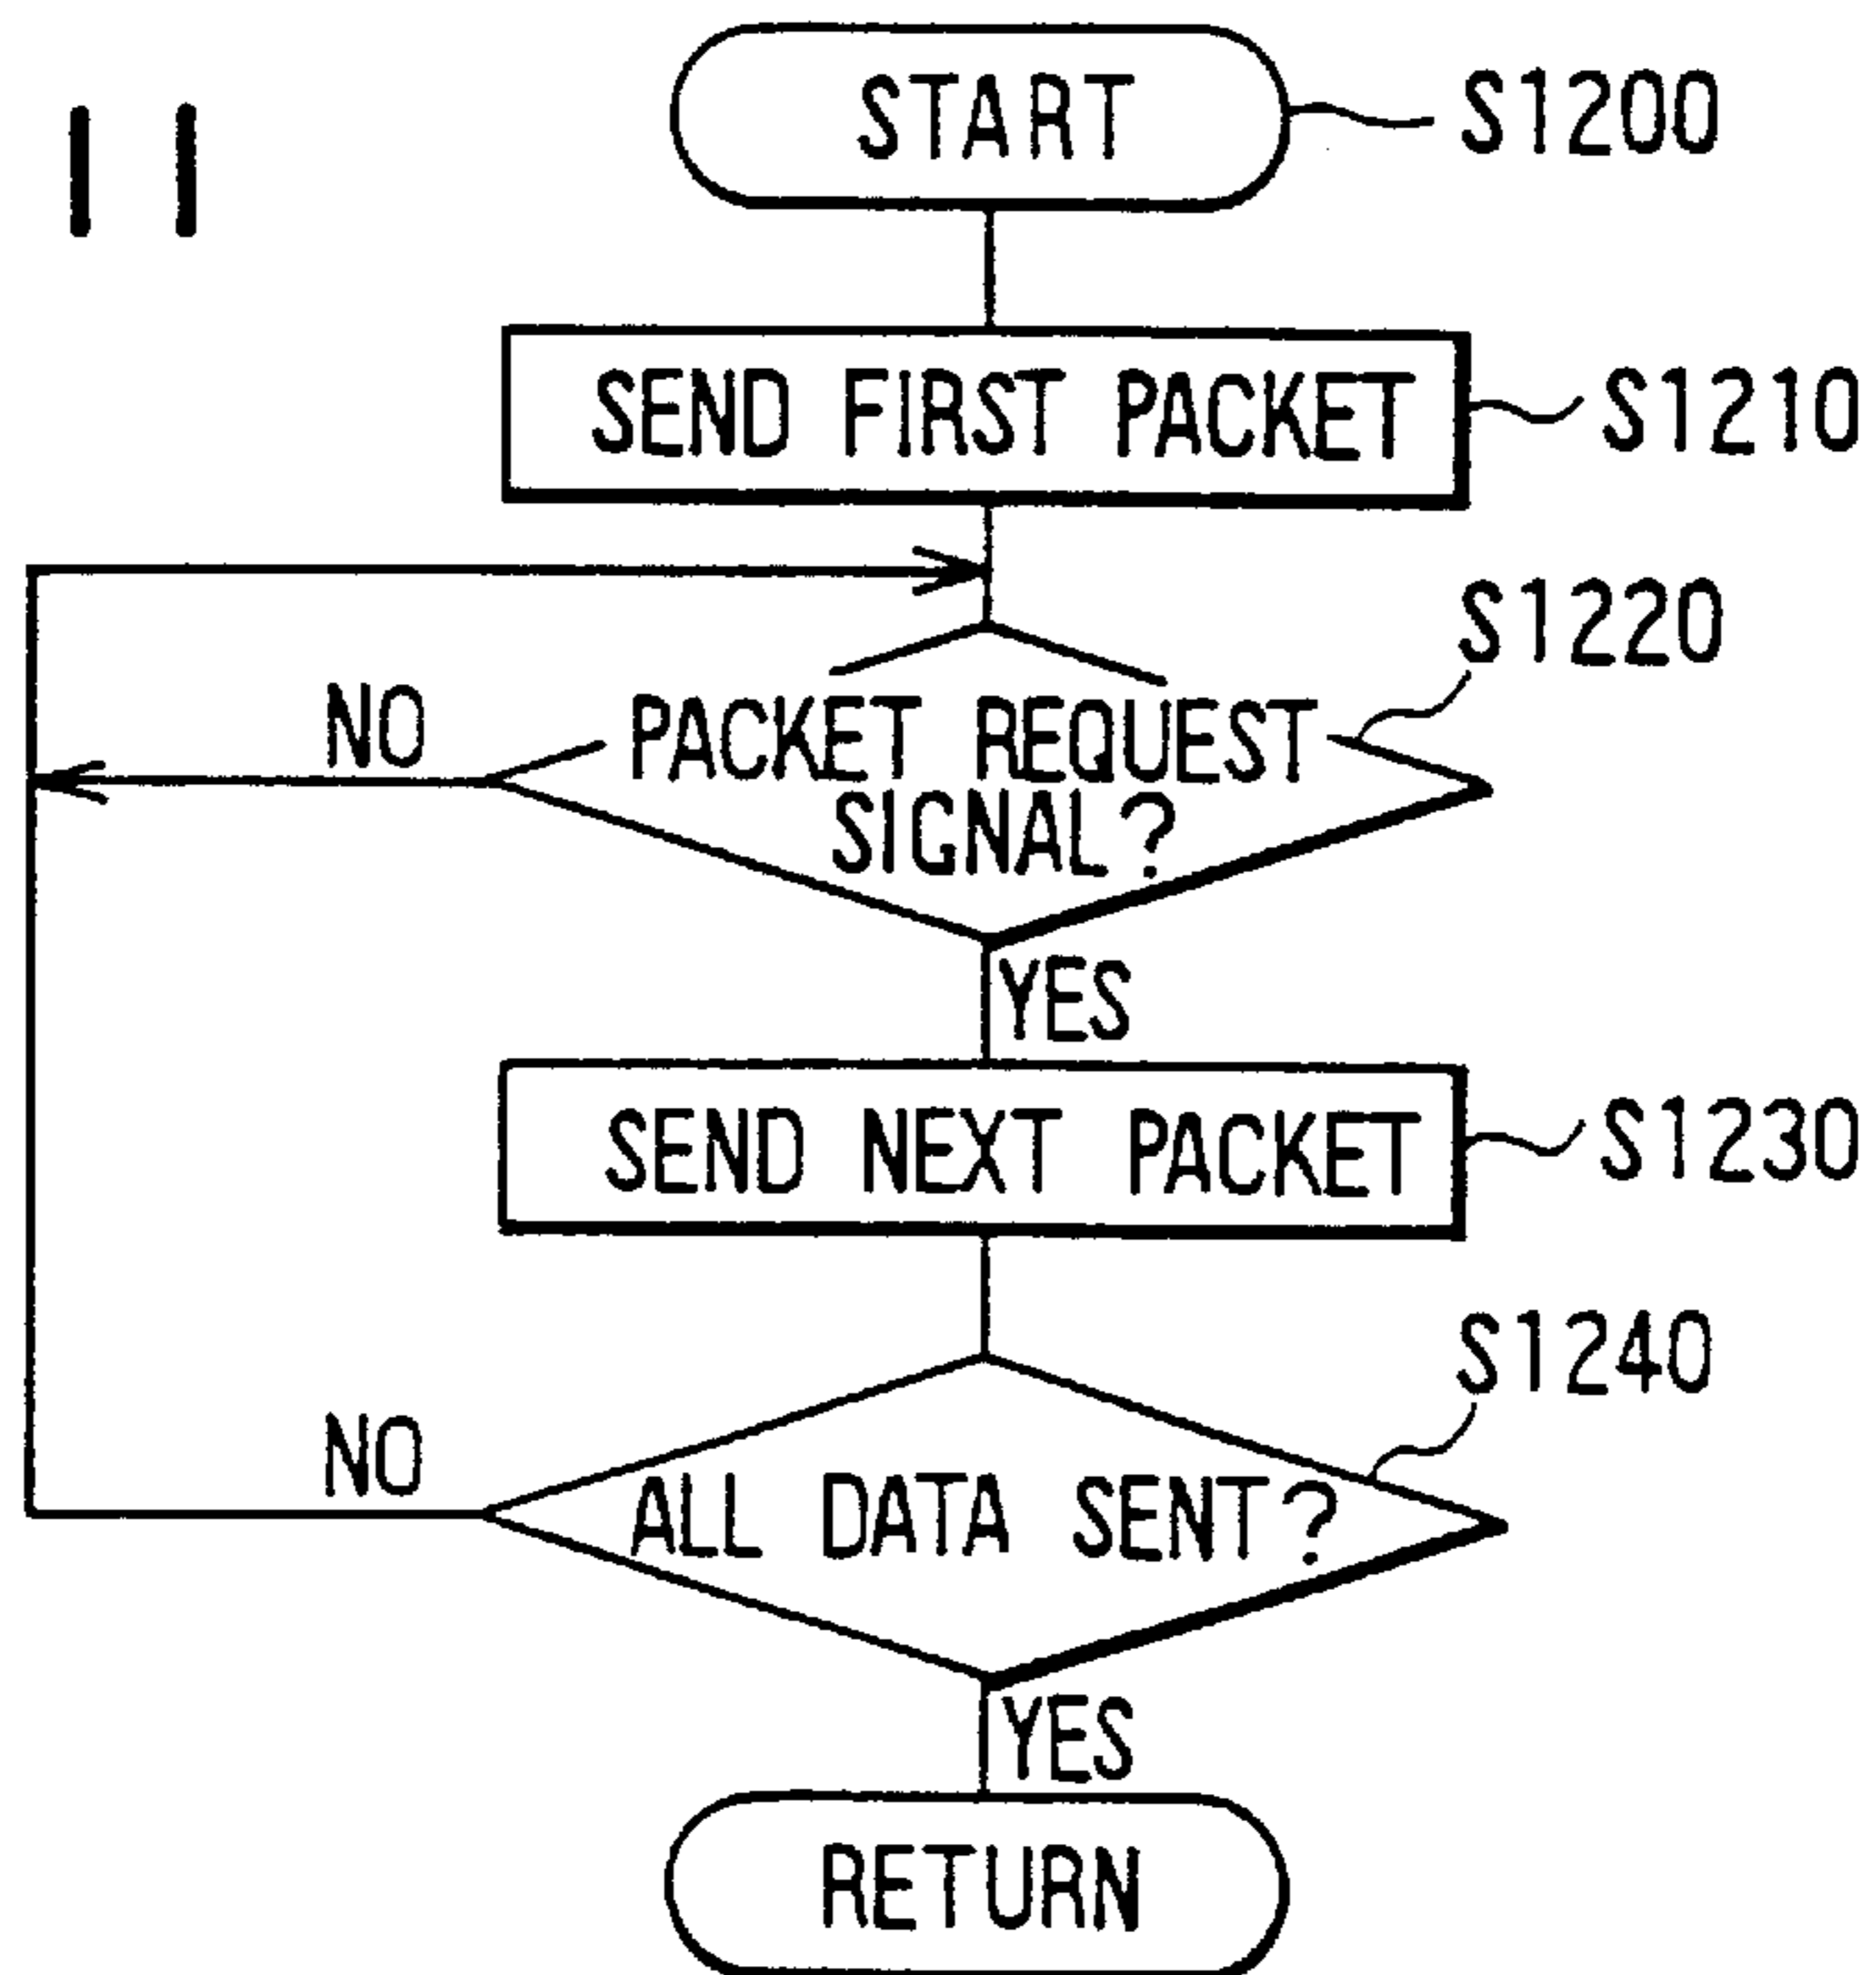 11
START
S1200
SEND FIRST PACKET
S1210
S1220
NO
PACKET REQUEST
SIGNAL?
YES
SEND NEXT PACKET
S1230
S1240
NO
ALL DATA SENT?
YES
RETURN